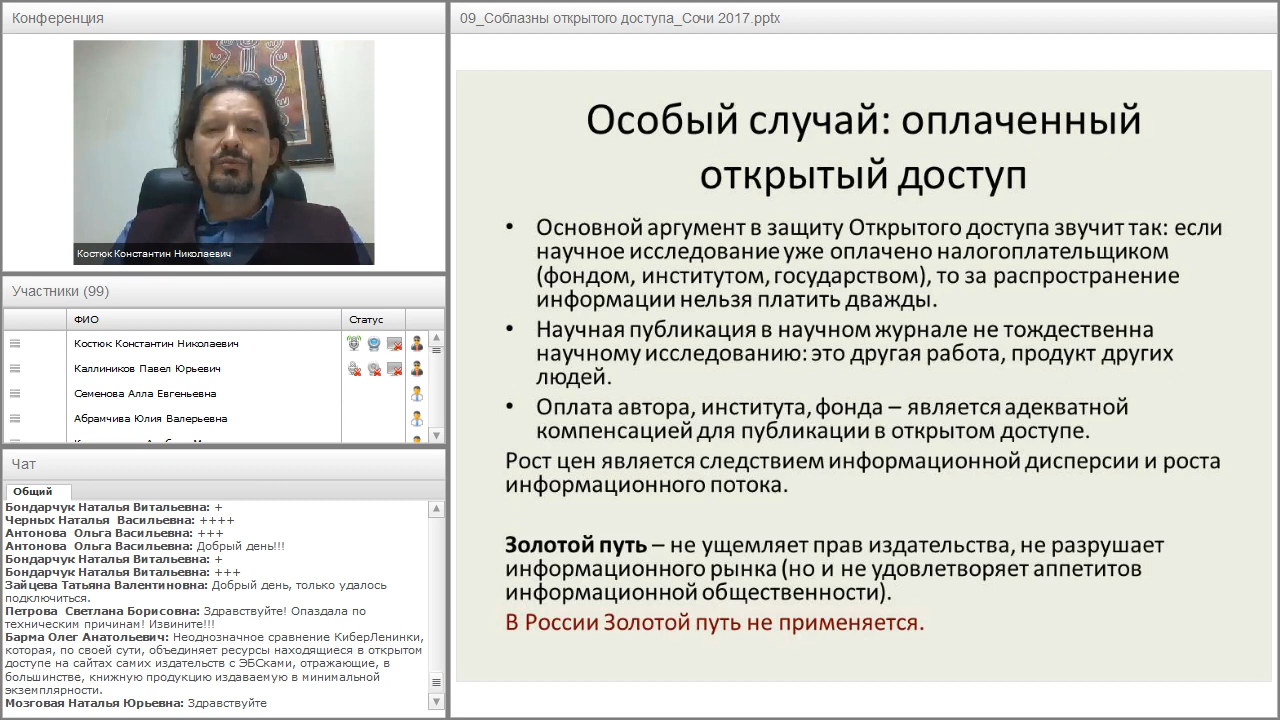 Конференция
Костюк Константин Николаевич
Участники (99)
ФИО
Статус
Костюк Константин Николаевич
Каллиников Павел Юрьевич
Семенова Алла Евгеньевна
Абрамчива Юлия Валерьевна
Чат
Общий
Бондарчук Наталья Витальевна: +
Черных Наталья Васильевна: ++++
Антонова Ольга Васильевна: +++
Антонова Ольга Васильевна: Добрый день!!!
Бондарчук Наталья Витальевна: +
Бондарчук Наталья Витальевна: +++
Зайцева Татьяна Валентиновна: Добрый день, только удалось
подключиться.
Петрова Светлана Борисовна: Здравствуйте! Опаздала по
техническим причинам! Извините!!!
Барма Олег Анатольевич: Неоднозначное сравнение КиберЛенинки,
которая, по своей сути, объединяет ресурсы находящиеся в открытом
доступе на сайтах самих издательств с ЭБСками, отражающие, в
большинстве, книжную продукцию издаваемую в минимальной
экземплярности.
Мозговая Наталья Юрьевна: Здравствуйте
09_Соблазны открытого доступа_Сочи 2017.pptx
Особый случай: оплаченный
открытый доступ
• Основной аргумент в защиту Открытого доступа звучит так: если
научное исследование уже оплачено налогоплательщиком
(фондом, институтом, государством), то за распространение
информации нельзя платить дважды.
• Научная публикация в научном журнале не тождественна
научному исследованию: это другая работа, продукт других
людей.
• Оплата автора, института, фонда – является адекватной
компенсацией для публикации в открытом доступе.
Рост цен является следствием информационной дисперсии и роста
информационного потока.
Золотой путь – не ущемляет прав издательства, не разрушает
информационного рынка (но и не удовлетворяет аппетитов
информационной общественности).
В России Золотой путь не применяется.